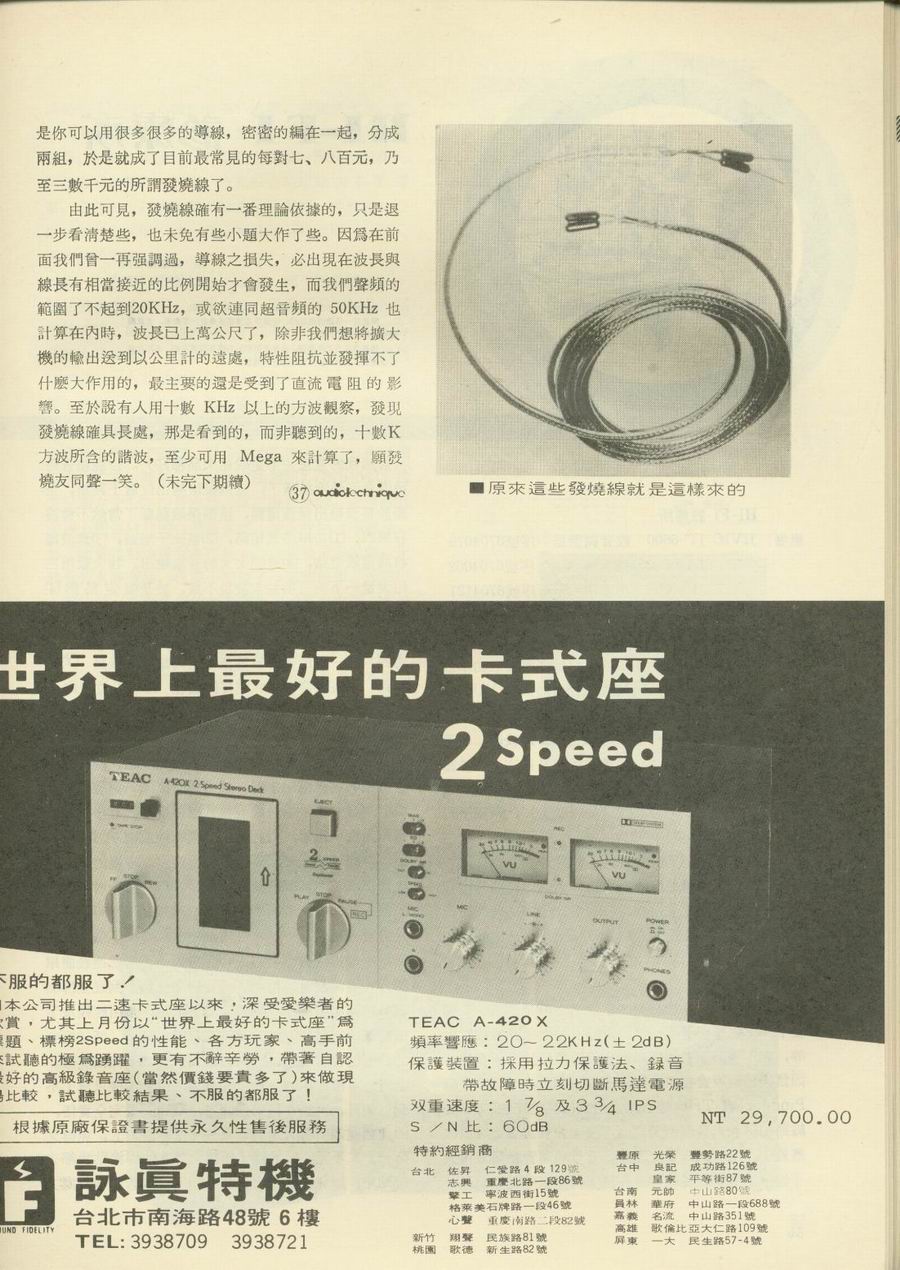 是你可以用很多很多的導線，密密的編在一起，分成
兩組，於是就成了目前最常見的每對七、八百元，乃
至三數千元的所謂發燒線了。
由此可見，發燒線確有一番理論依據的，只是退
一步看清楚些，也未免有些小題大作了些。因爲在前
面我們曾一再强調過，導線之損失，必出現在波長與
線長有相當接近的比例開始才會發生，而我們聲頻的
範圍了不起到20KHz，或欲連同超音頻的 50KHz 也
計算在內時，波長已上萬公尺了，除非我們想將擴大
機的輸出送到以公里計的遠處，特性阻抗並發揮不了
什麼大作用的，最主要的還是受到了直流電阻的影
響。至於說有人用十數 KHz 以上的方波觀察，發現
發燒線確具長處，那是看到的，而非聽到的，十數K
方波所含的諧波，至少可用 Mega 來計算了，願發
燒友同聲一笑。（未完下期續）
37 audiotechnique
■原來這些發燒線就是這樣來的
世界上最好的卡式座
2 Speed
TEAC A-420X 2 Speed Stereo Deck
EJECT
TAPE STOP
2 SPEED
FF STOP REW
PLAY STOP PAUSE
REC
DOLBY NR
MIC
VU
VU
REC
DOLBY NR
MIC
LINE
OUTPUT
POWER
PHONES
不服的都服了！
本公司推出二速卡式座以來，深受愛樂者的
賞，尤其上月份以“世界上最好的卡式座”爲
題、標榜2Speed的性能、各方玩家、高手前
試聽的極爲踴躍，更有不辭辛勞，帶著自認
最好的高級錄音座(當然價錢要貴多了)來做現
場比較，試聽比較結果、不服的都服了！
根據原廠保證書提供永久性售後服務
SOUND FIDELITY
詠眞特機
台北市南海路48號 6 樓
TEL: 3938709 3938721
TEAC A-420X
頻率響應：20～22KHz(±2dB)
保護裝置：採用拉力保護法、錄音
帶故障時立刻切斷馬達電源
双重速度：1 7/8 及3 3/4 IPS
S／N 比：60dB
NT 29,700.00
特約經銷商
台北 佐昇 仁愛路 4 段 129號
志興 重慶北路一段86號
擎工 寧波西街15號
格萊美 石牌路一段46號
心聲 重慶南路二段82號
新竹 翔聲 民族路81號
桃園 歌德 新生路82號
豐原 光榮 豐勢路22號
台中 良記 成功路126號
皇家 平等街87號
台南 元帥 中山路80號
員林 華府 中山路一段688號
嘉義 名流 中山路351號
高雄 歌倫比亞 大仁路109號
屏東 一大 民生路57-4號